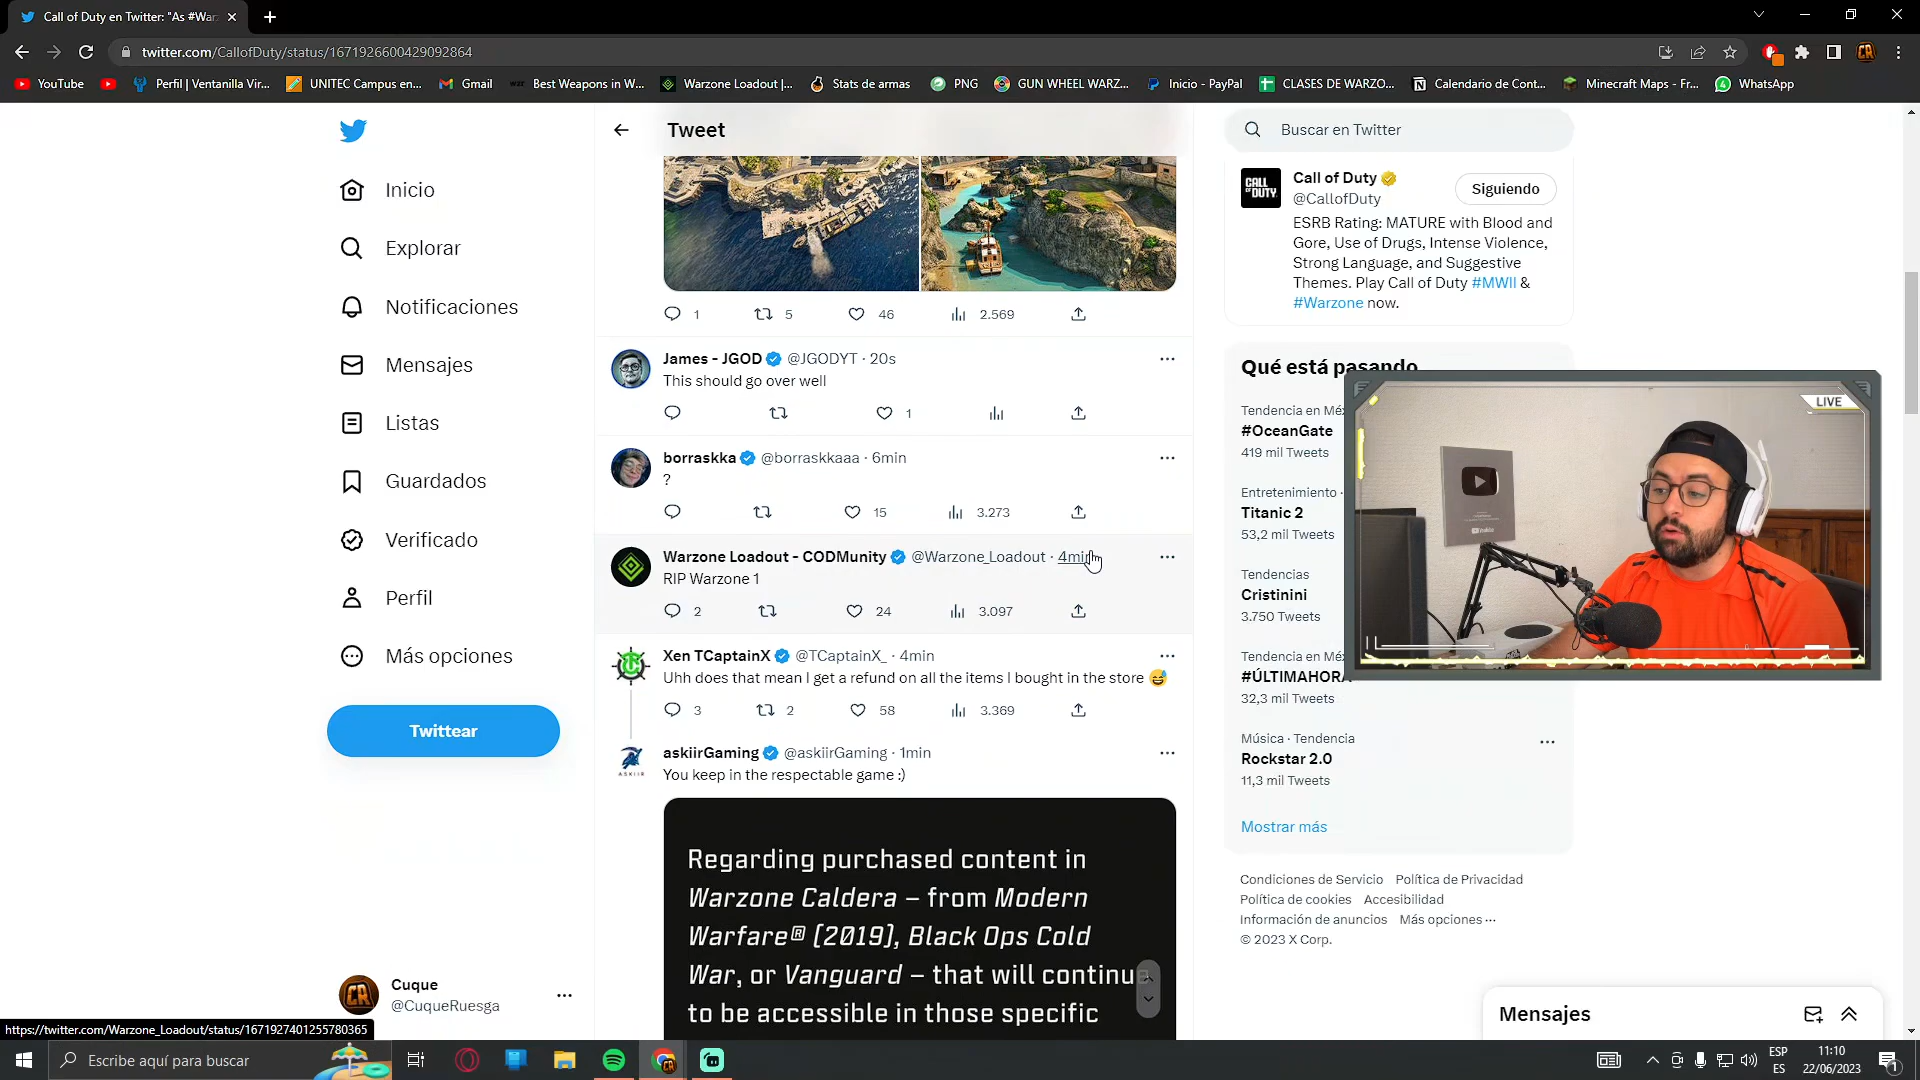 Call of Duty en Twitter: "As #War
twitter.com/CallofDuty/status/1671926600429092864
YouTube
Perfil | Ventanilla Vir...
UNITEC Campus en...
Gmail
Best Weapons in W...
Warzone Loadout |...
Stats de armas
PNG
GUN WHEEL WARZ...
Inicio - PayPal
CLASES DE WARZO...
Calendario de Cont...
Minecraft Maps - Fr...
WhatsApp
Inicio
Explorar
Notificaciones
Mensajes
Listas
Guardados
Verificado
Perfil
Más opciones
Twittear
Cuque
@CuqueRuesga
Tweet
1 5 46 2.569
James - JGOD @JGODYT · 20s
This should go over well
1
borraskka @borraskkaaa · 6min
?
15 3.273
Warzone Loadout - CODMunity @Warzone_Loadout · 4min
RIP Warzone 1
2 24 3.097
Xen TCaptainX @TCaptainX_ · 4min
Uhh does that mean I get a refund on all the items I bought in the store 😅
3 2 58 3.369
askiirGaming @askiirGaming · 1min
You keep in the respectable game :)
ASKIIR
Regarding purchased content in
Warzone Caldera – from Modern
Warfare® (2019), Black Ops Cold
War, or Vanguard – that will continue
to be accessible in those specific
Buscar en Twitter
CALL OF DUTY
Call of Duty
@CallofDuty
Siguiendo
ESRB Rating: MATURE with Blood and
Gore, Use of Drugs, Intense Violence,
Strong Language, and Suggestive
Themes. Play Call of Duty #MWII &
#Warzone now.
Qué está pasando
Tendencia en Méx
#OceanGate
419 mil Tweets
Entretenimiento ·
Titanic 2
53,2 mil Tweets
Tendencias
Cristinini
3.750 Tweets
Tendencia en Méx
#ÚLTIMAHORA
32,3 mil Tweets
Música · Tendencia
Rockstar 2.0
11,3 mil Tweets
Mostrar más
LIVE
Condiciones de Servicio Política de Privacidad
Política de cookies Accesibilidad
Información de anuncios Más opciones ···
© 2023 X Corp.
Mensajes
https://twitter.com/Warzone_Loadout/status/1671927401255780365
Escribe aquí para buscar
ESP
ES
11:10
22/06/2023
1